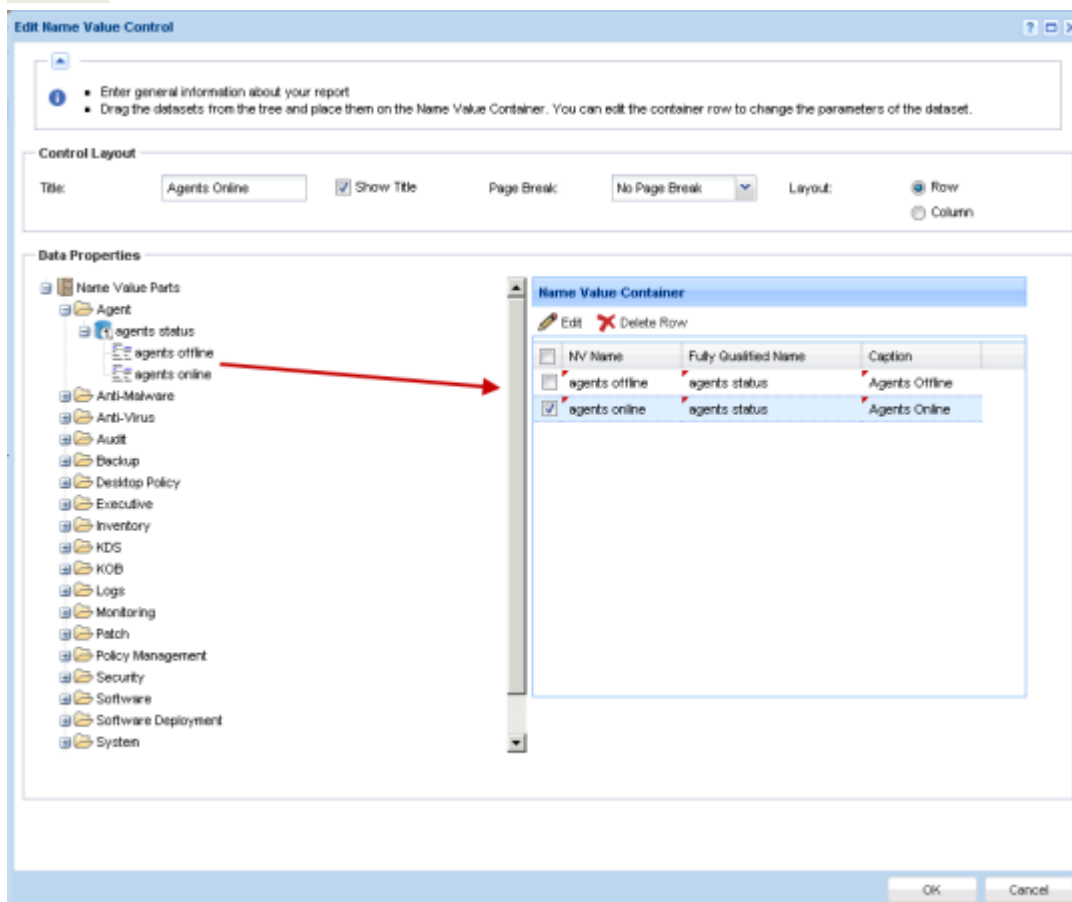 Edit Name Value Control
Enter general information about your report
Drag the datasets from the tree and place them on the Name Value Container. You can edit the container row to change the parameters of the dataset.
Control Layout
Title: Agents Online Show Title Page Break: No Page Break Layout: Row
Column
Data Properties
Name Value Parts
Agent
agents status
agents offline
agents online
Anti-Malware
Anti-Virus
Audit
Backup
Desktop Policy
Executive
Inventory
KDS
KOB
Logs
Monitoring
Patch
Policy Management
Security
Software
Software Deployment
System
Name Value Container
Edit Delete Row
NV Name Fully Qualified Name Caption
agents offline agents status Agents Offline
agents online agents status Agents Online
OK Cancel